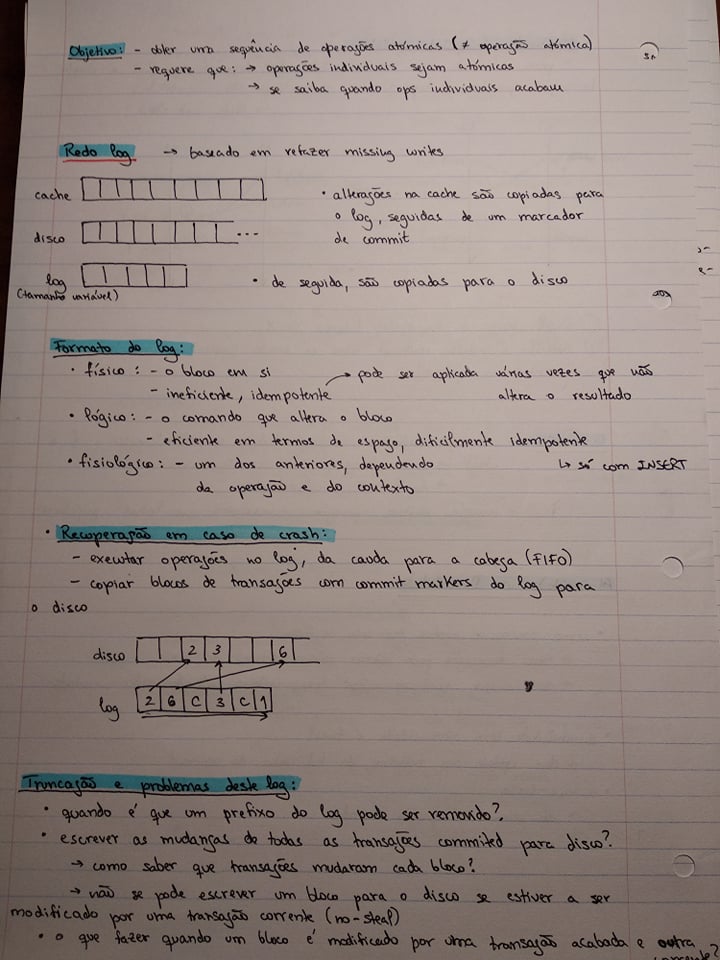 Objetivo: - obter uma sequência de operações atómicas (≠ operação atómica)
- requere que: → operações individuais sejam atómicas
→ se saiba quando ops individuais acabam
Redo log → baseado em refazer missing writes
cache
• alterações na cache são copiadas para
o log, seguidas de um marcador
disco ...
de commit
log
(tamanho variável)
• de seguida, são copiadas para o disco
Formato do log:
• físico: - o bloco em si
→ pode ser aplicada várias vezes que não
- ineficiente, idempotente
altera o resultado
• lógico: - o comando que altera o bloco
- eficiente em termos de espaço, dificilmente idempotente
↳ só com INSERT
• fisiológico: - um dos anteriores, dependendo
da operação e do contexto
• Recuperação em caso de crash:
- executar operações no log, da cauda para a cabeça (FIFO)
- copiar blocos de transações com commit markers do log para
o disco
disco 2 3 6
log 2 6 C 3 C 1
Truncação e problemas deste log:
• quando é que um prefixo do log pode ser removido?
• escrever as mudanças de todas as transações commited para disco?
→ como saber que transações mudaram cada bloco?
→ não se pode escrever um bloco para o disco se estiver a ser
modificado por uma transação corrente (no-steal)
• o que fazer quando um bloco é modificado por uma transação acabada e outra